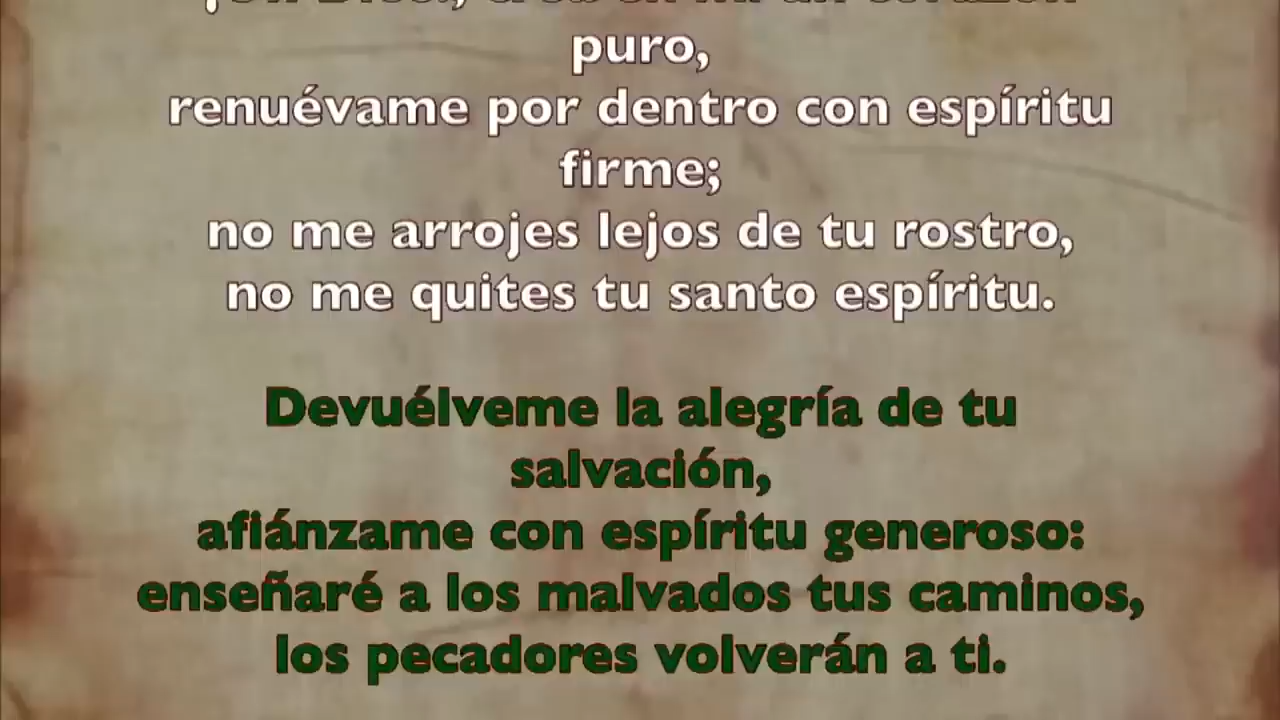 puro,
renuévame por dentro con espíritu
firme;
no me arrojes lejos de tu rostro,
no me quites tu santo espíritu.
Devuélveme la alegría de tu
salvación,
afiánzame con espíritu generoso:
enseñaré a los malvados tus caminos,
los pecadores volverán a ti.